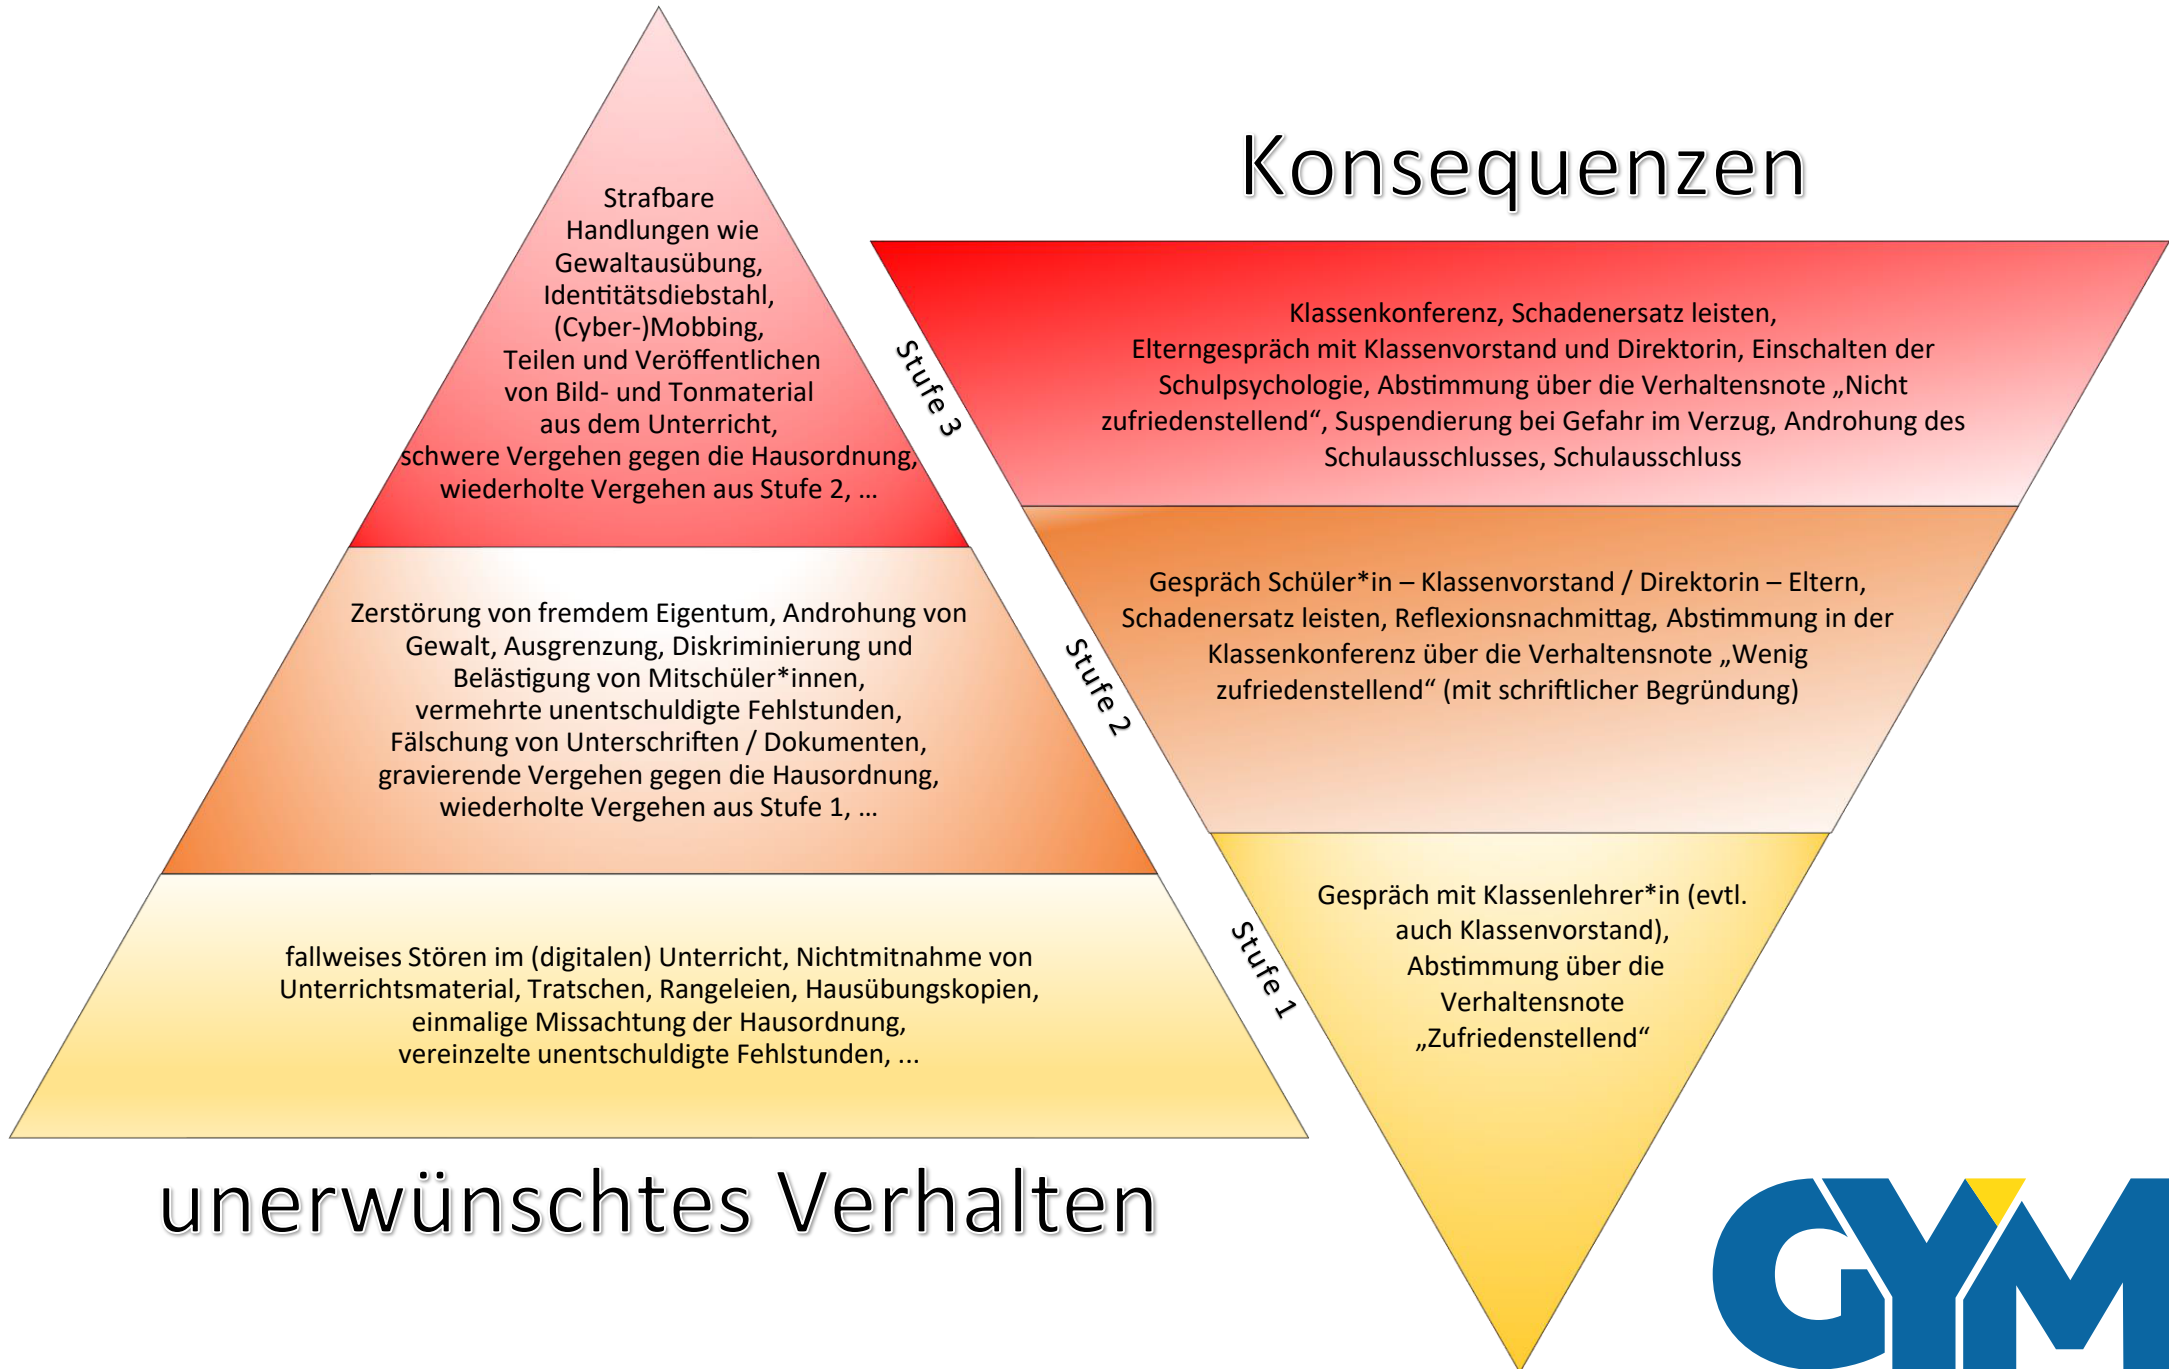 Strafbare
Handlungen wie
Gewaltausübung,
Identitätsdiebstahl,
(Cyber-)Mobbing,
Teilen und Veröffentlichen
von Bild- und Tonmaterial
aus dem Unterricht,
schwere Vergehen gegen die Hausordnung,
wiederholte Vergehen aus Stufe 2, ...
Zerstörung von fremdem Eigentum, Androhung von
Gewalt, Ausgrenzung, Diskriminierung und
Belästigung von Mitschüler*innen,
vermehrte unentschuldigte Fehlstunden,
Fälschung von Unterschriften / Dokumenten,
gravierende Vergehen gegen die Hausordnung,
wiederholte Vergehen aus Stufe 1, ...
fallweises Stören im (digitalen) Unterricht, Nichtmitnahme von
Unterrichtsmaterial, Tratschen, Rangeleien, Hausübungskopien,
einmalige Missachtung der Hausordnung,
vereinzelte unentschuldigte Fehlstunden, ...
unerwünschtes Verhalten
Stufe 3
Stufe 2
Stufe 1
Konsequenzen
Klassenkonferenz, Schadenersatz leisten,
Elterngespräch mit Klassenvorstand und Direktorin, Einschalten der
Schulpsychologie, Abstimmung über die Verhaltensnote „Nicht
zufriedenstellend“, Suspendierung bei Gefahr im Verzug, Androhung des
Schulausschlusses, Schulausschluss
Gespräch Schüler*in – Klassenvorstand / Direktorin – Eltern,
Schadenersatz leisten, Reflexionsnachmittag, Abstimmung in der
Klassenkonferenz über die Verhaltensnote „Wenig
zufriedenstellend“ (mit schriftlicher Begründung)
Gespräch mit Klassenlehrer*in (evtl.
auch Klassenvorstand),
Abstimmung über die
Verhaltensnote
„Zufriedenstellend“
GYM